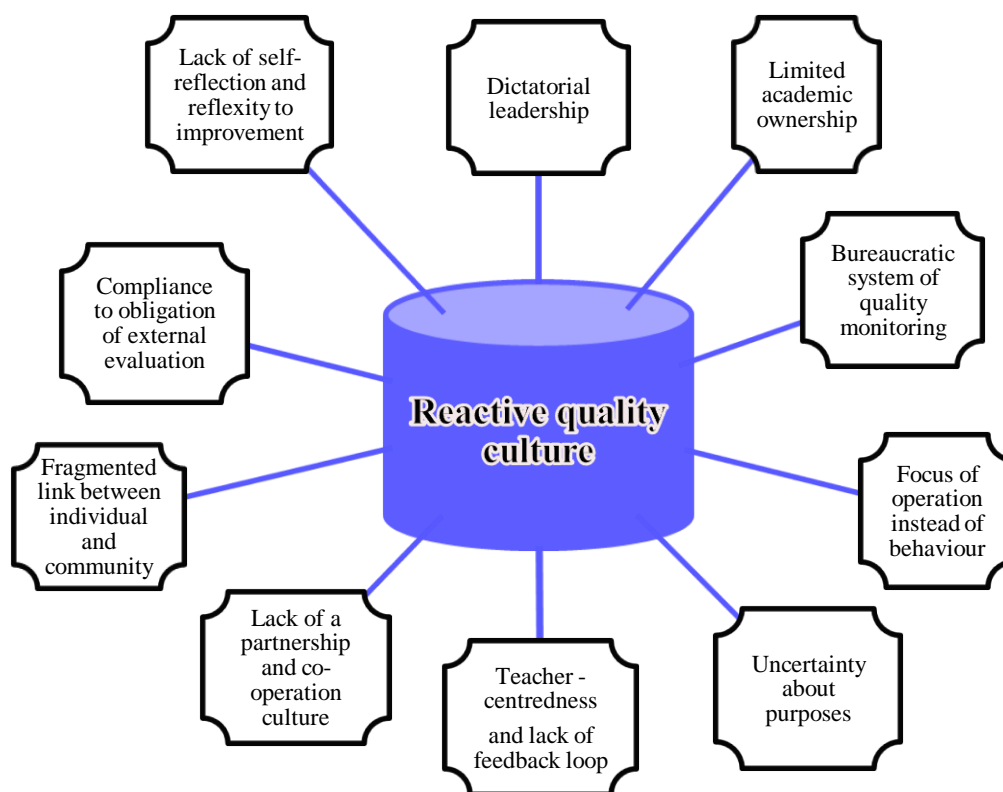 Lack of self-
reflection and
reflexity to
improvement
Dictatorial
leadership
Limited
academic
ownership
Compliance
to obligation
of external
evaluation
Bureaucratic
system of
quality
monitoring
Reactive quality
culture
Fragmented
link between
individual
and
community
Focus of
operation
instead of
behaviour
Lack of a
partnership
and co-
operation
culture
Teacher -
centredness
and lack of
feedback loop
Uncertainty
about
purposes